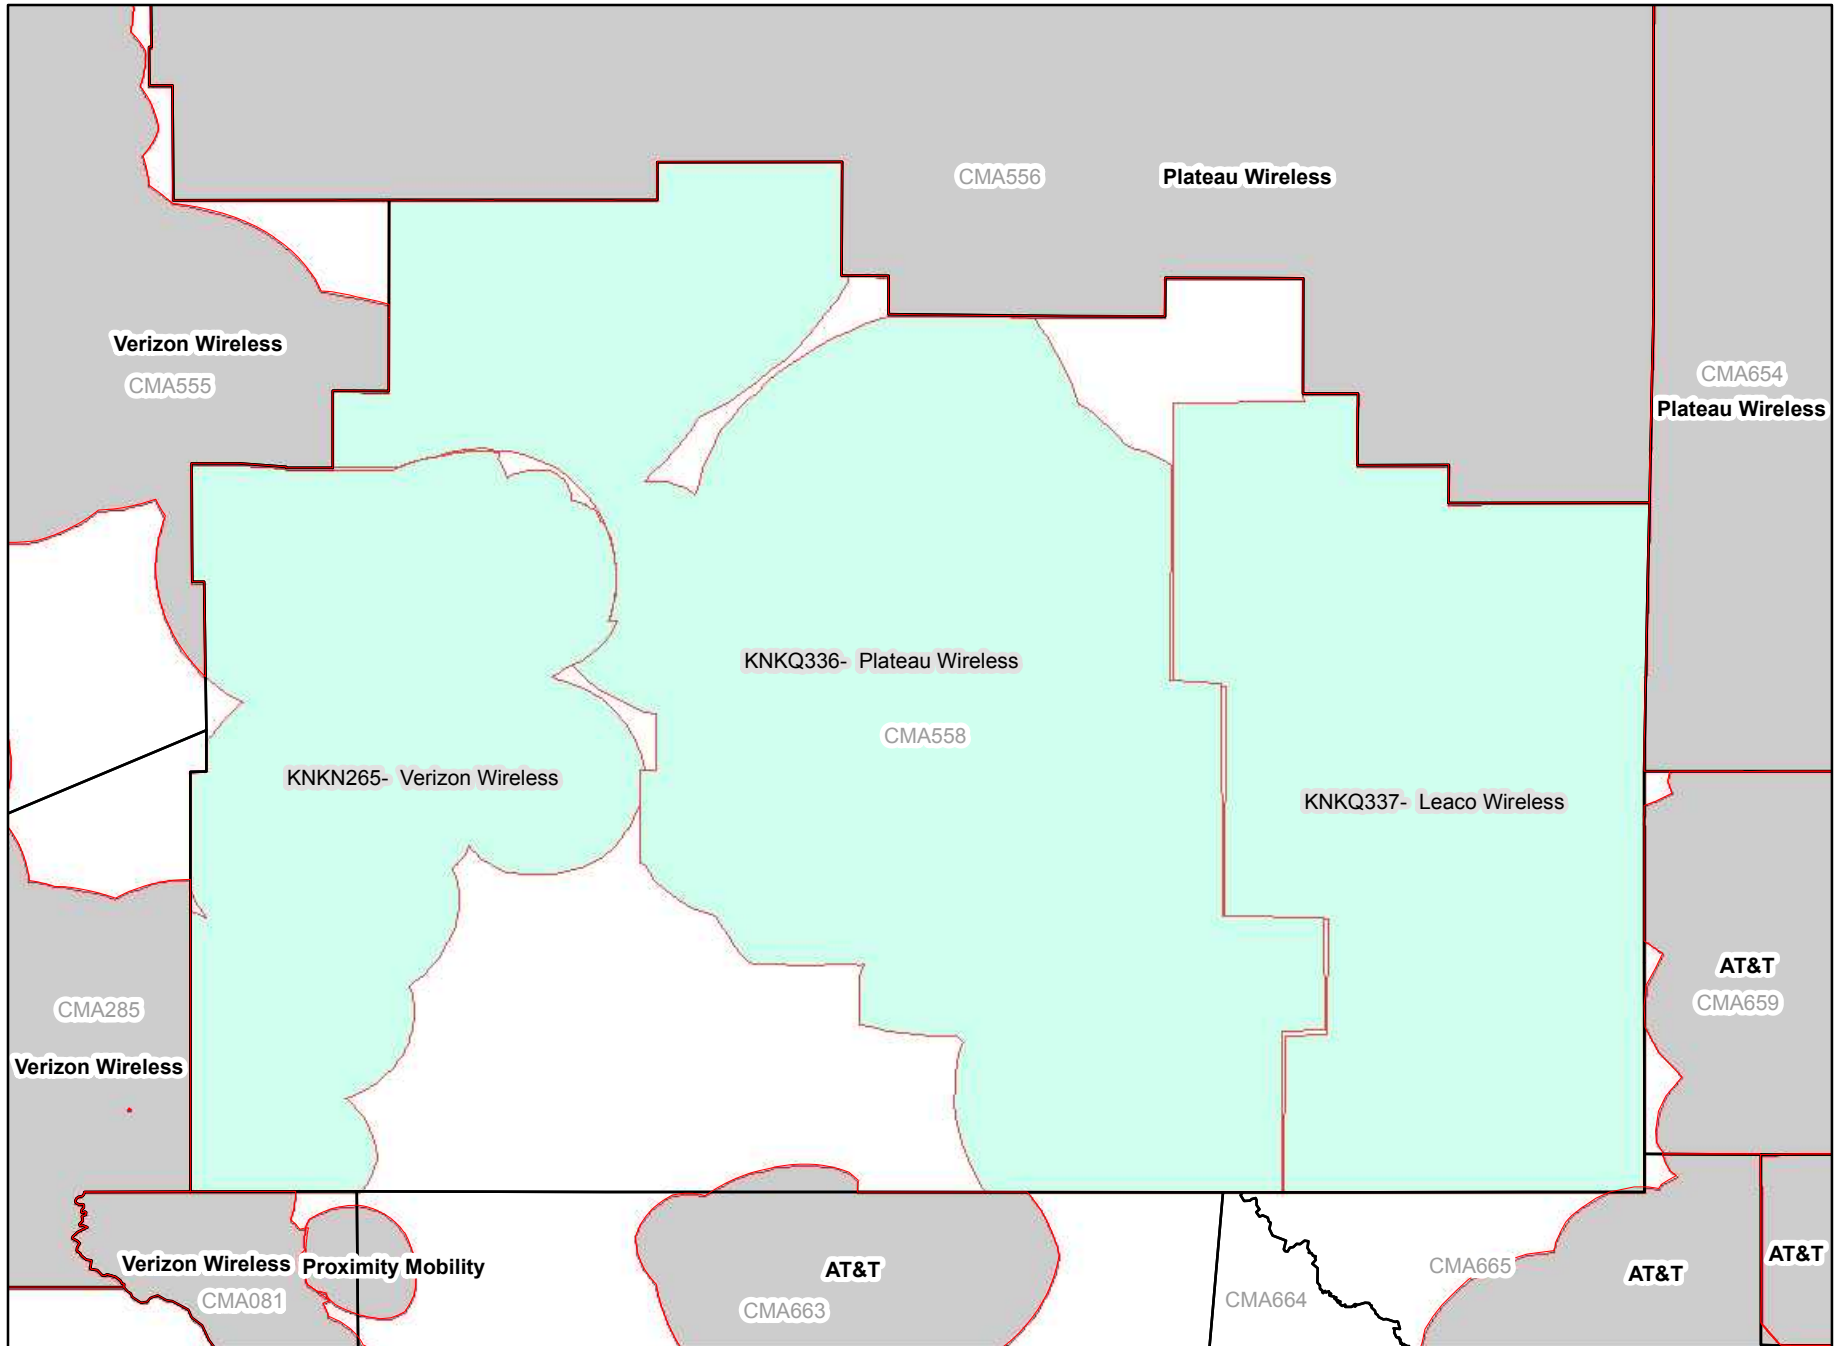 CMA556
Plateau Wireless
Verizon Wireless
CMA555
CMA654
Plateau Wireless
KNKQ336- Plateau Wireless
CMA558
KNKN265- Verizon Wireless
KNKQ337- Leaco Wireless
AT&T
CMA659
CMA285
Verizon Wireless
Verizon Wireless
CMA081
Proximity Mobility
AT&T
CMA663
CMA664
CMA665
AT&T
AT&T